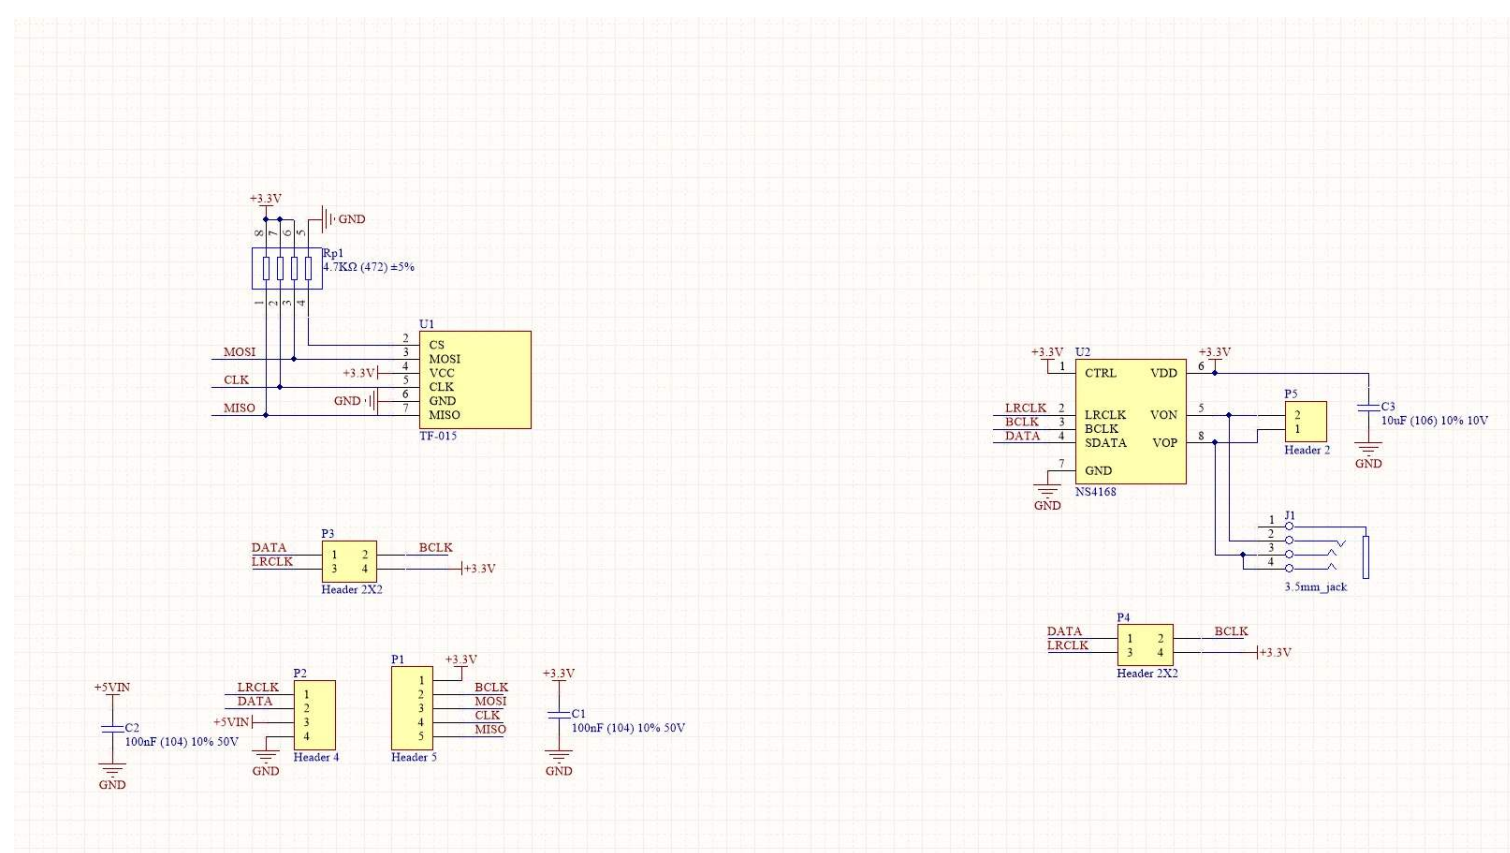 +3.3V
GND
8 7 6 5
Rp1
4.7KΩ (472) ±5%
1 2 3 4
U1
2 CS
MOSI 3 MOSI
+3.3V 4 VCC
CLK 5 CLK
GND 6 GND
MISO 7 MISO
TF-015
+3.3V U2 +3.3V
1 CTRL VDD 6
LRCLK 2 LRCLK VON 5
BCLK 3 BCLK
DATA 4 SDATA VOP 8
7 GND
NS4168
GND
P5
2
1
Header 2
C3
10uF (106) 10% 10V
GND
J1
1
2
3
4
3.5mm_jack
P3
DATA 1 2 BCLK
LRCLK 3 4 +3.3V
Header 2X2
P4
DATA 1 2 BCLK
LRCLK 3 4 +3.3V
Header 2X2
+5VIN
C2
100nF (104) 10% 50V
GND
P2
LRCLK 1
DATA 2
+5VIN 3
4
GND
Header 4
P1
+3.3V
1
2 BCLK
3 MOSI
4 CLK
5 MISO
Header 5
+3.3V
C1
100nF (104) 10% 50V
GND